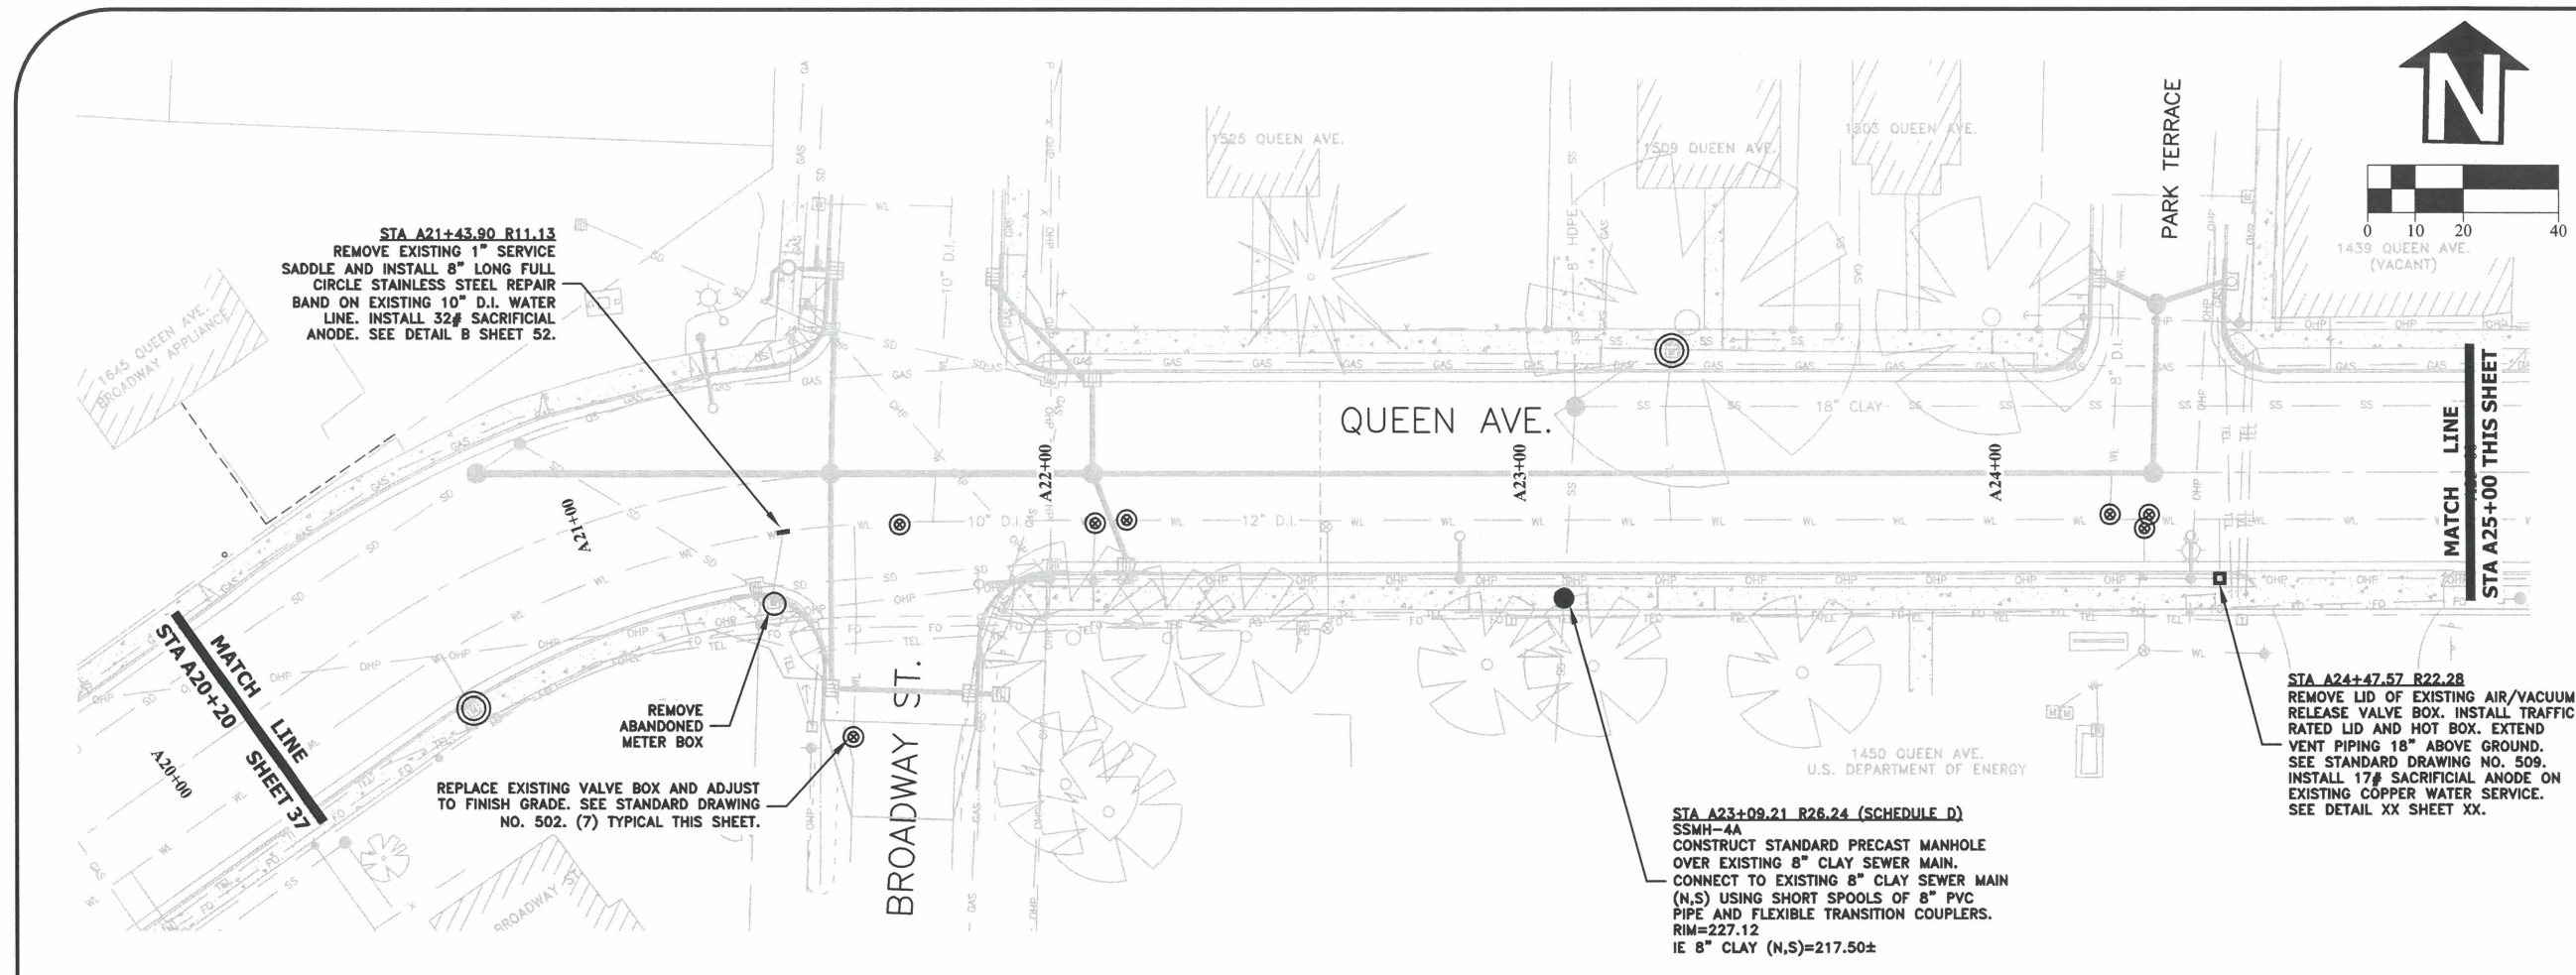 N
0 10 20 40
PARK TERRACE
1525 QUEEN AVE.
1509 QUEEN AVE.
1503 QUEEN AVE.
1439 QUEEN AVE.
(VACANT)
STA A21+43.90 R11.13
REMOVE EXISTING 1" SERVICE
SADDLE AND INSTALL 8" LONG FULL
CIRCLE STAINLESS STEEL REPAIR
BAND ON EXISTING 10" D.I. WATER
LINE. INSTALL 32# SACRIFICIAL
ANODE. SEE DETAIL B SHEET 52.
1645 QUEEN AVE.
BROADWAY APPLIANCE
10" D.I.
8" HDPE
8" D.I.
QUEEN AVE.
18" CLAY
A20+00
A21+00
A22+00
A23+00
A24+00
10" D.I.
12" D.I.
MATCH LINE
STA A25+00 THIS SHEET
MATCH LINE
STA A20+20 SHEET 37
REMOVE
ABANDONED
METER BOX
REPLACE EXISTING VALVE BOX AND ADJUST
TO FINISH GRADE. SEE STANDARD DRAWING
NO. 502. (7) TYPICAL THIS SHEET.
BROADWAY ST.
BROADWAY ST
1450 QUEEN AVE.
U.S. DEPARTMENT OF ENERGY
STA A23+09.21 R26.24 (SCHEDULE D)
SSMH-4A
CONSTRUCT STANDARD PRECAST MANHOLE
OVER EXISTING 8" CLAY SEWER MAIN.
CONNECT TO EXISTING 8" CLAY SEWER MAIN
(N,S) USING SHORT SPOOLS OF 8" PVC
PIPE AND FLEXIBLE TRANSITION COUPLERS.
RIM=227.12
IE 8" CLAY (N,S)=217.50±
STA A24+47.57 R22.28
REMOVE LID OF EXISTING AIR/VACUUM
RELEASE VALVE BOX. INSTALL TRAFFIC
RATED LID AND HOT BOX. EXTEND
VENT PIPING 18" ABOVE GROUND.
SEE STANDARD DRAWING NO. 509.
INSTALL 17# SACRIFICIAL ANODE ON
EXISTING COPPER WATER SERVICE.
SEE DETAIL XX SHEET XX.